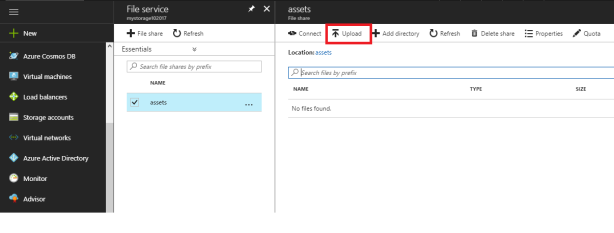 New
Azure Cosmos DB
Virtual machines
Load balancers
Storage accounts
Virtual networks
Azure Active Directory
Monitor
Advisor
File service
mystorage102017
File share Refresh
Essentials
Search file shares by prefix
NAME
assets ...
assets
File share
Connect Upload Add directory Refresh Delete share Properties Quota
Location: assets
Search files by prefix
NAME TYPE SIZE
No files found.